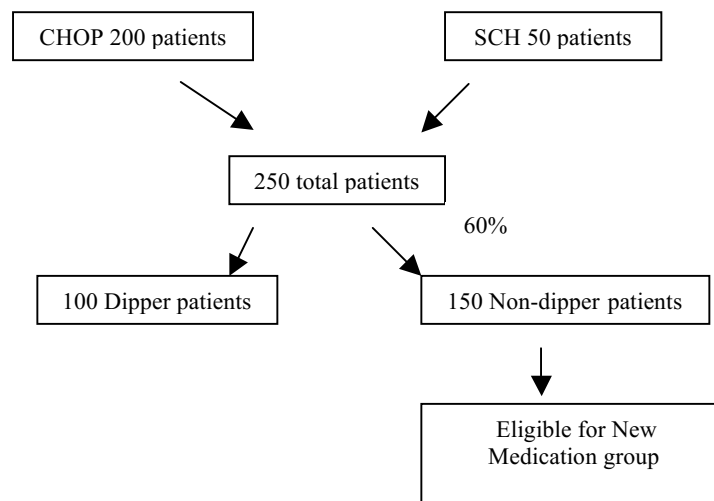 CHOP 200 patients
SCH 50 patients
250 total patients
60%
100 Dipper patients
150 Non-dipper patients
Eligible for New
Medication group